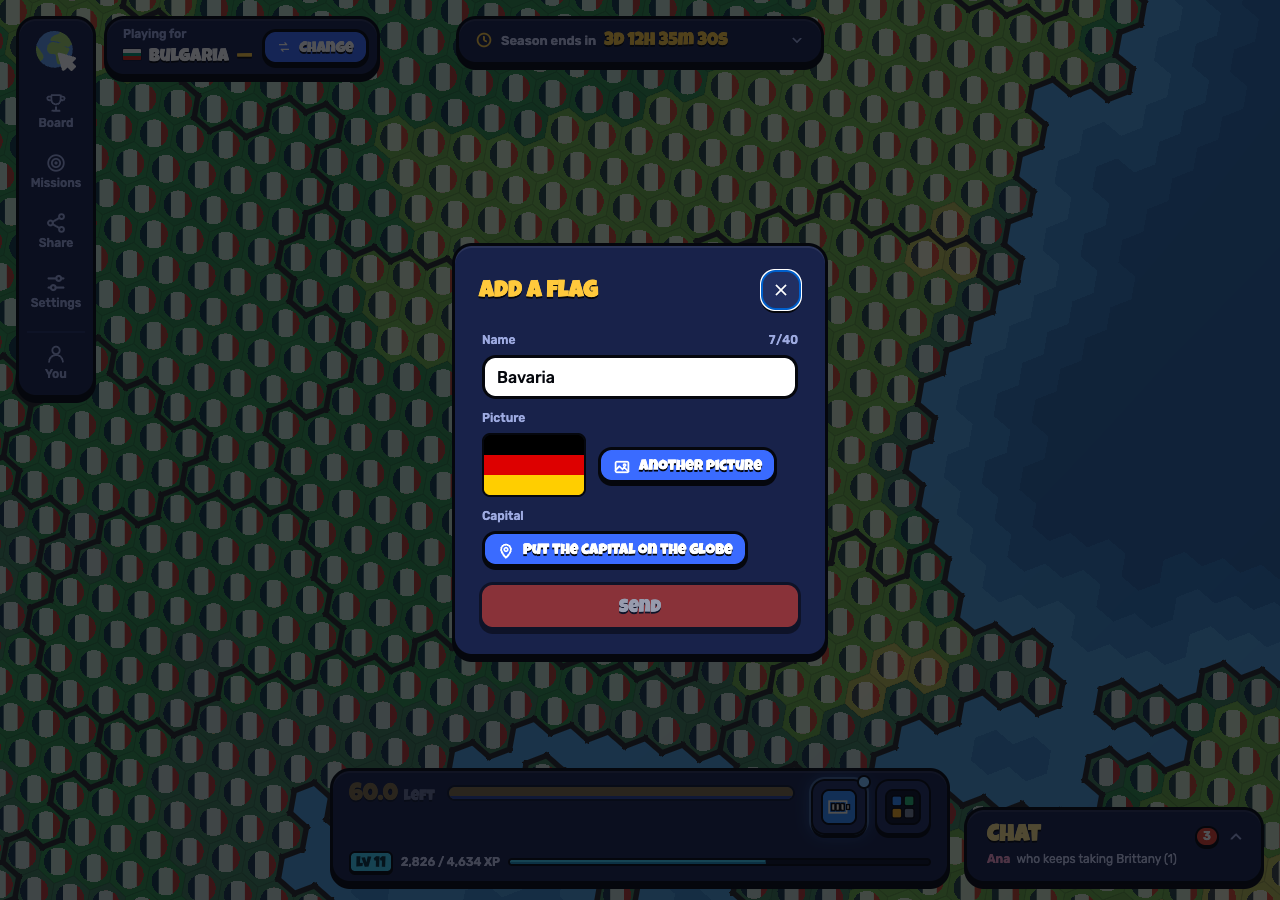 Playing for
BULGARIA
CHANGE
Season ends in 3D 12H 35M 30S
Board
Missions
Share
Settings
You
ADD A FLAG
Name
7/40
Bavaria
Picture
ANOTHER PICTURE
Capital
PUT THE CAPITAL ON THE GLOBE
SEND
60.0 LEFT
LV 11
2,826 / 4,634 XP
CHAT
3
Ana who keeps taking Brittany (1)